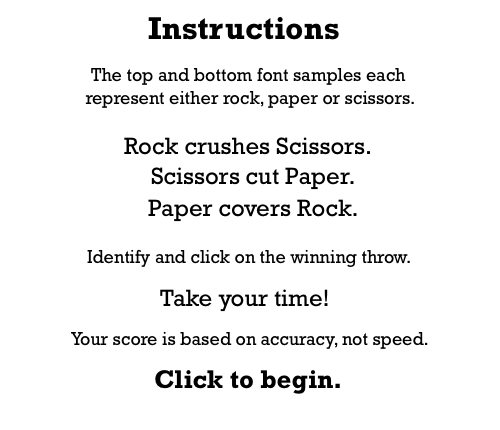 Instructions
The top and bottom font samples each
represent either rock, paper or scissors.
Rock crushes Scissors.
Scissors cut Paper.
Paper covers Rock.
Identify and click on the winning throw.
Take your time!
Your score is based on accuracy, not speed.
Click to begin.